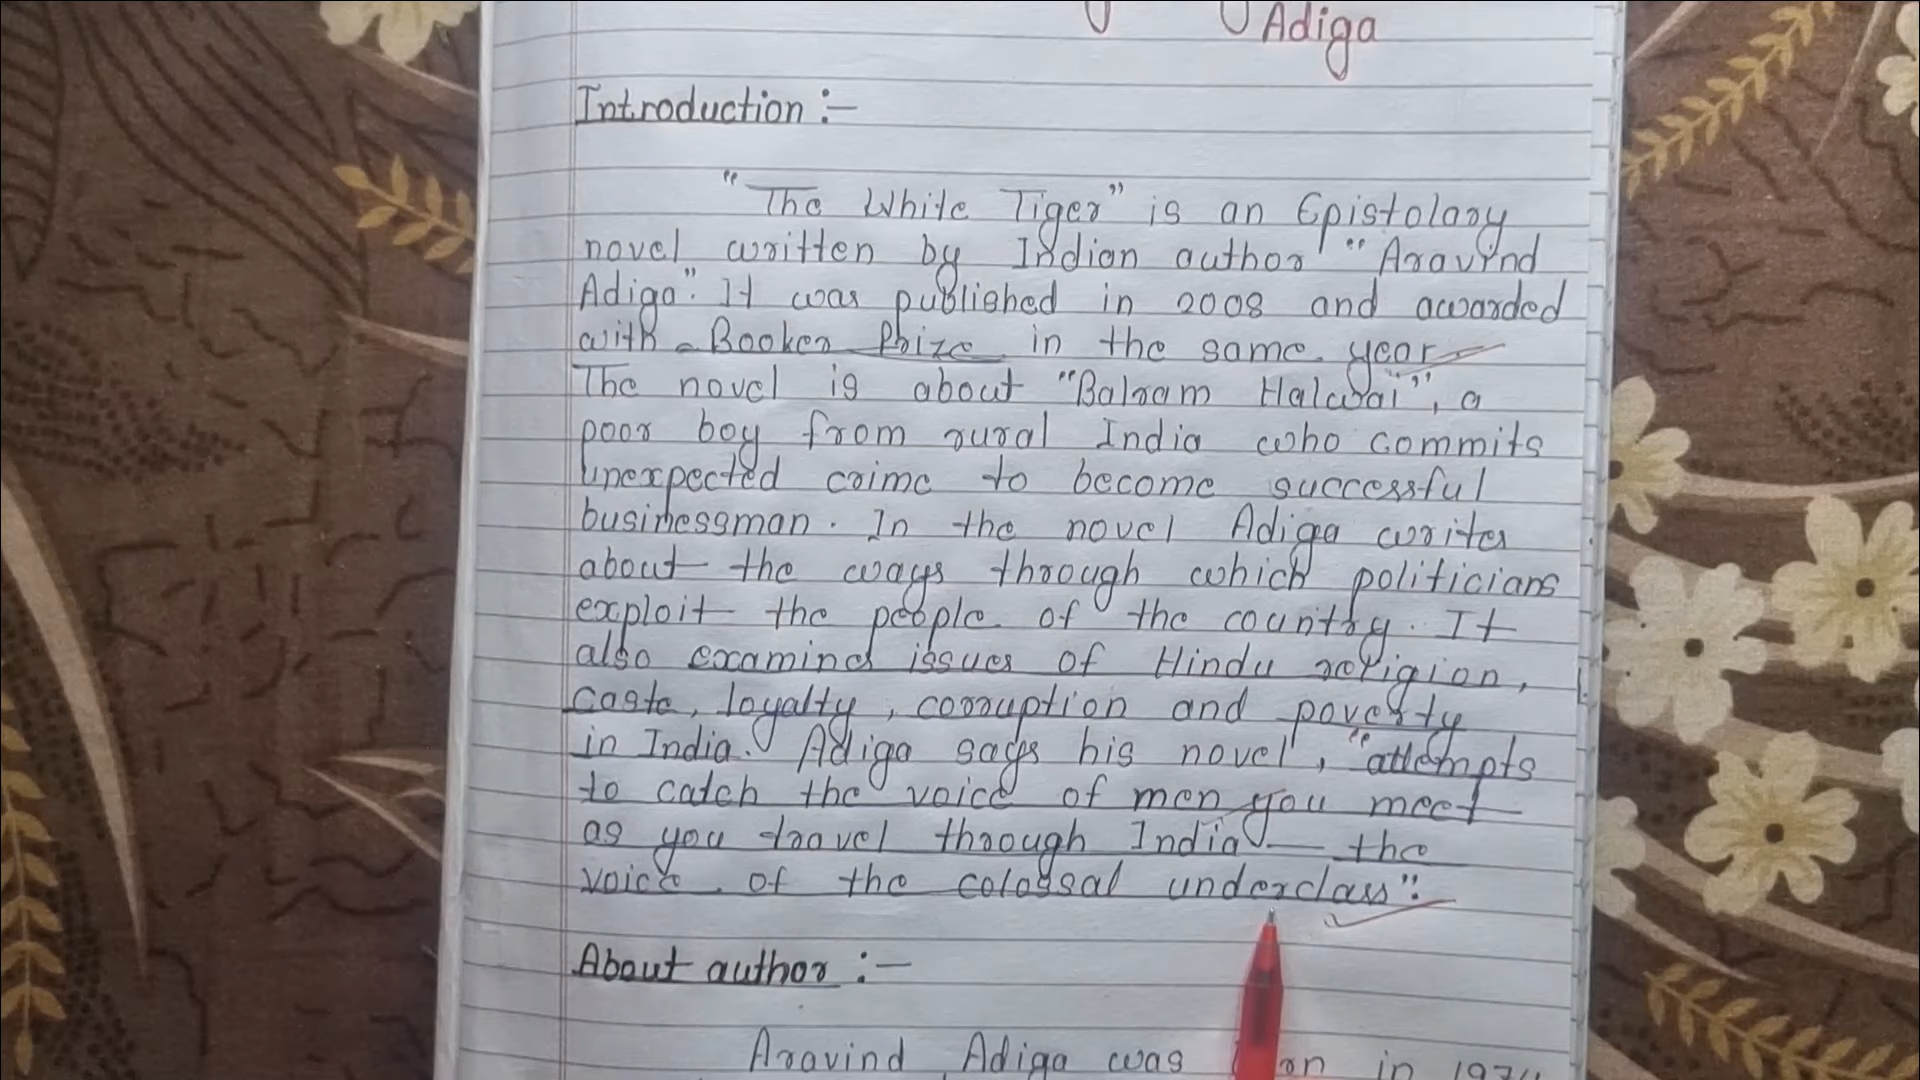 Adiga
Introduction :-
"The White Tiger" is an Epistolary
novel written by Indian author "Aravind
Adiga". It was published in 2008 and awarded
with Booker Prize in the same year
The novel is about "Balram Halwai", a
poor boy from rural India who commits
unexpected crime to become successful
businessman. In the novel Adiga writes
about the ways through which politicians
exploit the people of the country. It
also examines issues of Hindu religion,
caste, loyalty, corruption and poverty
in India. Adiga says his novel, "attempts
to catch the voice of men you meet
as you travel through India — the
voice of the colossal underclass".
About author :-
Aravind Adiga was in 1974